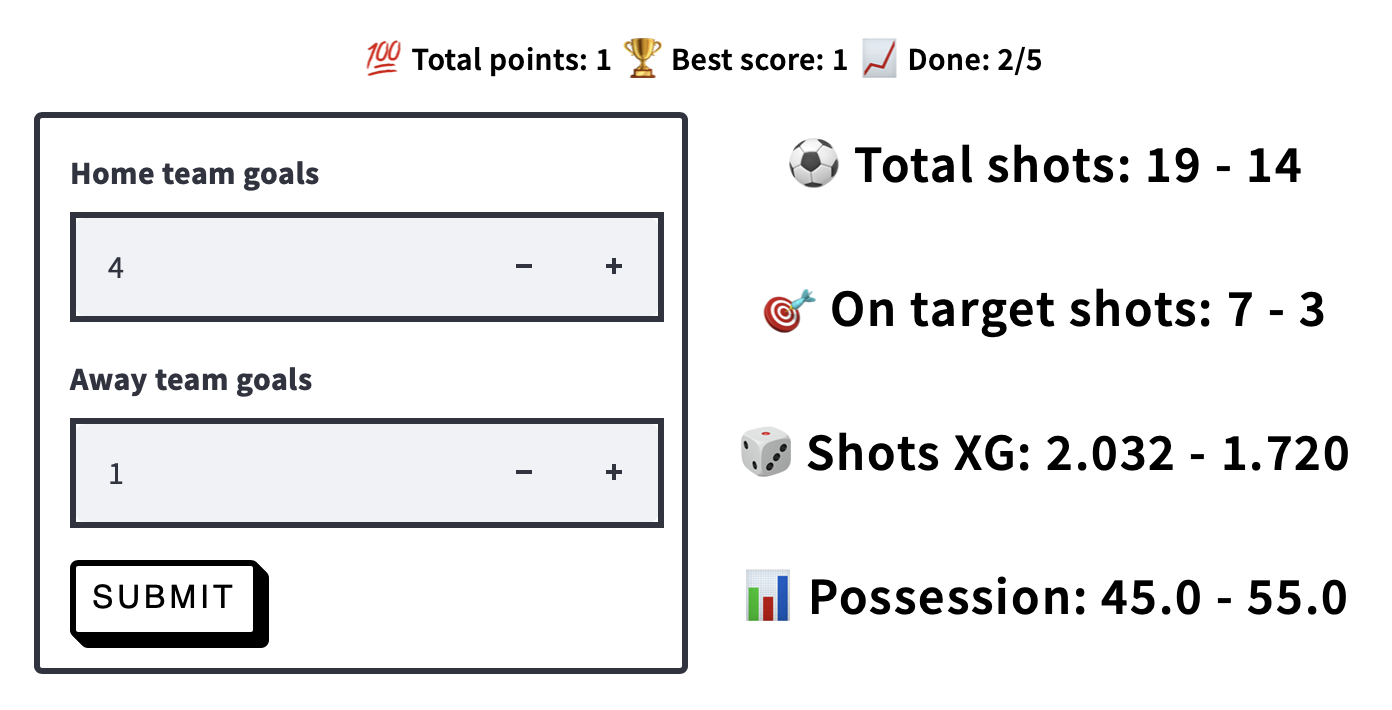 💯 Total points: 1 🏆 Best score: 1 📈 Done: 2/5
Home team goals
4 − +
Away team goals
1 − +
SUBMIT
⚽ Total shots: 19 - 14
🎯 On target shots: 7 - 3
🎲 Shots XG: 2.032 - 1.720
📊 Possession: 45.0 - 55.0